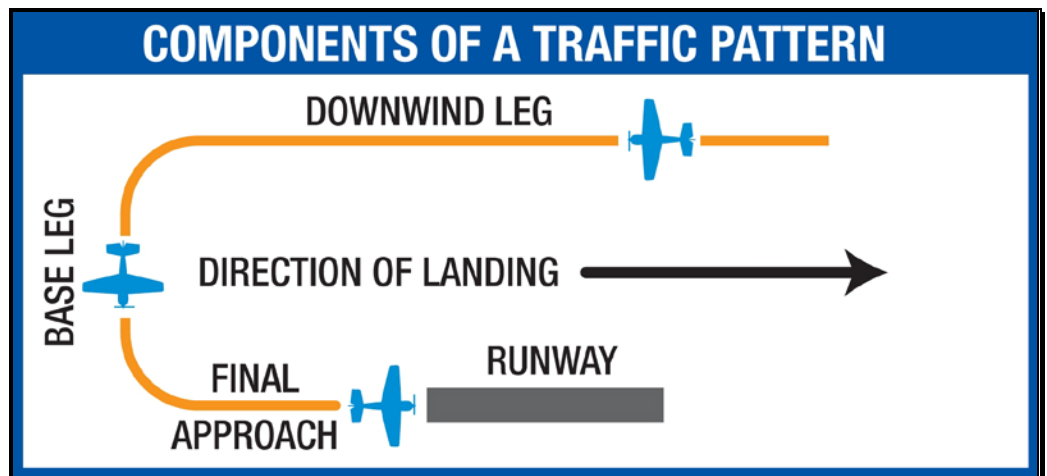 COMPONENTS OF A TRAFFIC PATTERN
DOWNWIND LEG
BASE LEG
DIRECTION OF LANDING
RUNWAY
FINAL
APPROACH